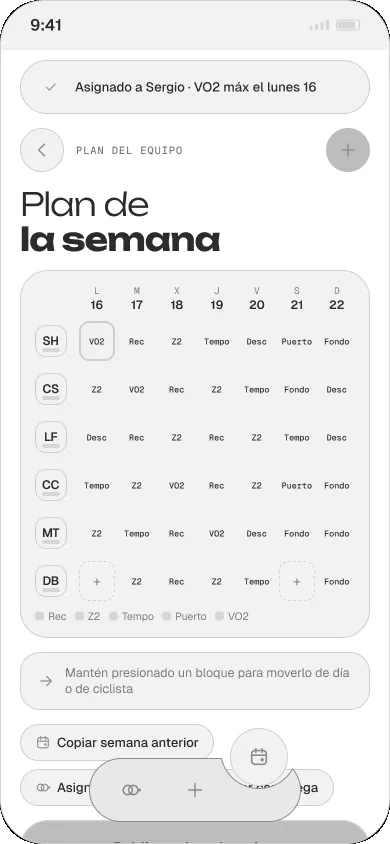 9:41
Asignado a Sergio · VO2 máx el lunes 16
PLAN DEL EQUIPO
Plan de
la semana
L M X J V S D
16 17 18 19 20 21 22
SH VO2 Rec Z2 Tempo Desc Puerto Fondo
CS Z2 VO2 Rec Z2 Tempo Fondo Desc
LF Desc Rec Z2 Rec Z2 Tempo Desc
CC Tempo Z2 VO2 Rec Z2 Puerto Fondo
MT Z2 Tempo Rec VO2 Desc Fondo Fondo
DB + Z2 Rec Z2 Tempo + Fondo
Rec Z2 Tempo Puerto VO2
Mantén presionado un bloque para moverlo de día
o de ciclista
Copiar semana anterior